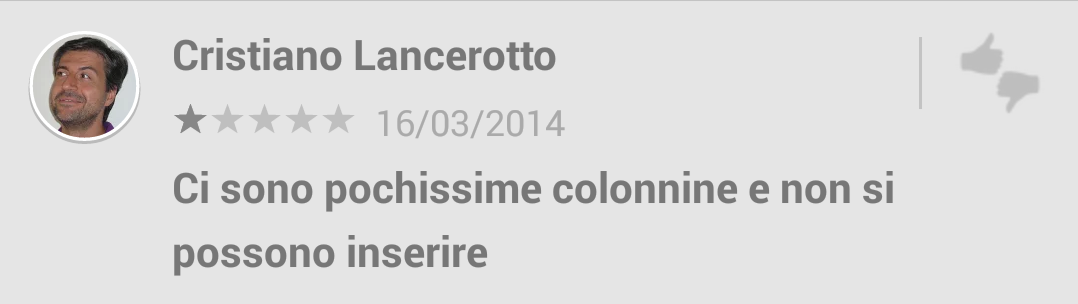 Cristiano Lancerotto
16/03/2014
Ci sono pochissime colonnine e non si
possono inserire